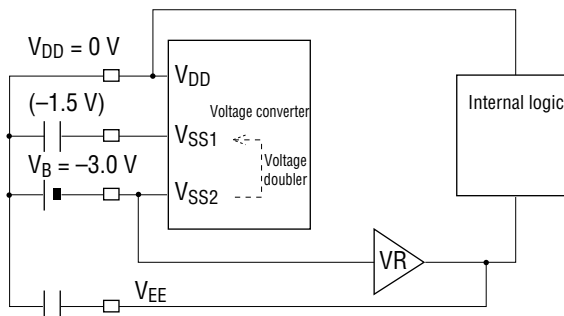 V_DD = 0 V
V_DD
(–1.5 V)
Voltage converter
Internal logic
V_SS1
V_B = –3.0 V
Voltage
doubler
V_SS2
VR
V_EE